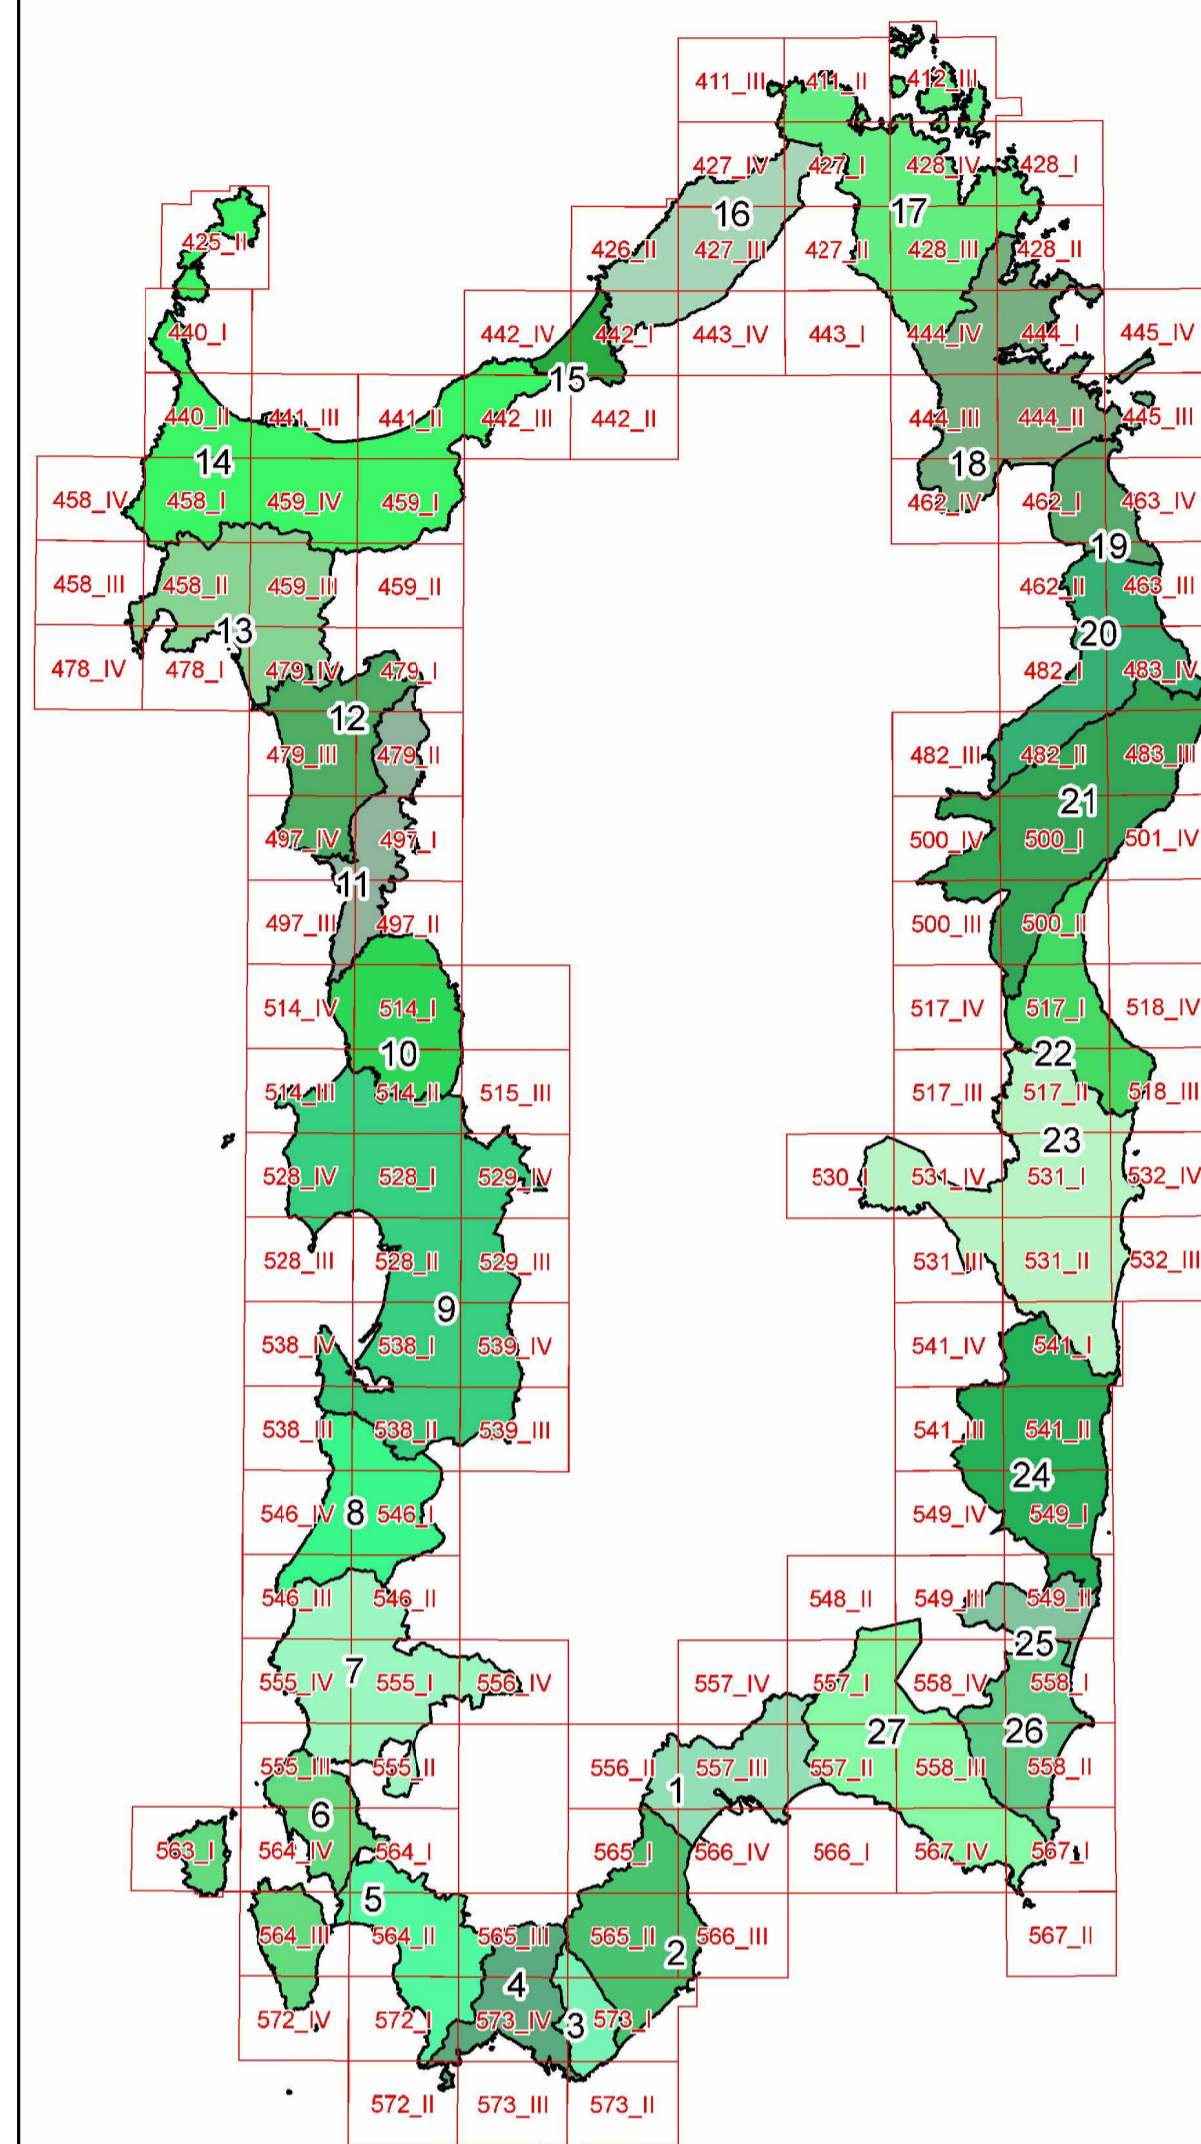 411_III 411_II 412_III
427_IV 427_I 428_IV 428_I
16 17
425_II 426_II 427_III 427_II 428_III 428_II
440_I 442_IV 442_I 443_IV 443_I 444_IV 444_I 445_IV
15
440_II 441_III 441_II 442_III 442_II 444_III 444_II 445_III
14 18
458_IV 458_I 459_IV 459_I 462_IV 462_I 463_IV
19
458_III 458_II 459_III 459_II 462_II 463_III
13 20
478_IV 478_I 479_IV 479_I 482_I 483_IV
12
479_III 479_II 482_III 482_II 483_III
21
497_IV 497_I 500_IV 500_I 501_IV
11
497_III 497_II 500_III 500_II
514_IV 514_I 517_IV 517_I 518_IV
10 22
514_III 514_II 515_III 517_III 517_II 518_III
23
528_IV 528_I 529_IV 530_I 531_IV 531_I 532_IV
528_III 528_II 529_III 531_III 531_II 532_III
9
538_IV 538_I 539_IV 541_IV 541_I
538_III 538_II 539_III 541_III 541_II
24
546_IV 8 546_I 549_IV 549_I
546_III 546_II 548_II 549_III 549_II
25
7
555_IV 555_I 556_IV 557_IV 557_I 558_IV 558_I
27 26
555_III 555_II 556_II 557_III 557_II 558_III 558_II
1
6
563_I 564_IV 564_I 565_I 566_IV 566_I 567_IV 567_I
5
564_III 564_II 565_III 565_II 566_III 567_II
2
4
572_IV 572_I 573_IV 3 573_I
572_II 573_III 573_II